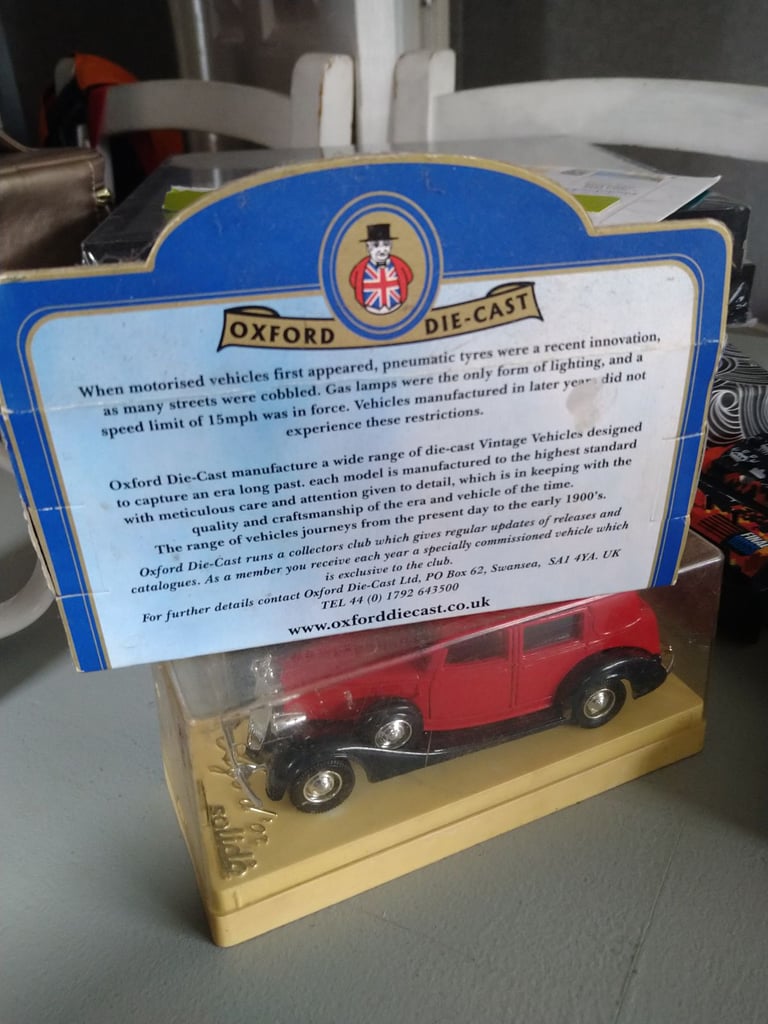 OXFORD DIE-CAST
When motorised vehicles first appeared, pneumatic tyres were a recent innovation,
as many streets were cobbled. Gas lamps were the only form of lighting, and a
speed limit of 15mph was in force. Vehicles manufactured in later years did not
experience these restrictions.
Oxford Die-Cast manufacture a wide range of die-cast Vintage Vehicles designed
to capture an era long past. each model is manufactured to the highest standard
with meticulous care and attention given to detail, which is in keeping with the
quality and craftsmanship of the era and vehicle of the time.
The range of vehicles journeys from the present day to the early 1900's.
Oxford Die-Cast runs a collectors club which gives regular updates of releases and
catalogues. As a member you receive each year a specially commissioned vehicle which
is exclusive to the club.
For further details contact Oxford Die-Cast Ltd, PO Box 62, Swansea, SA1 4YA. UK
TEL 44 (0) 1792 643500
www.oxforddiecast.co.uk
solido